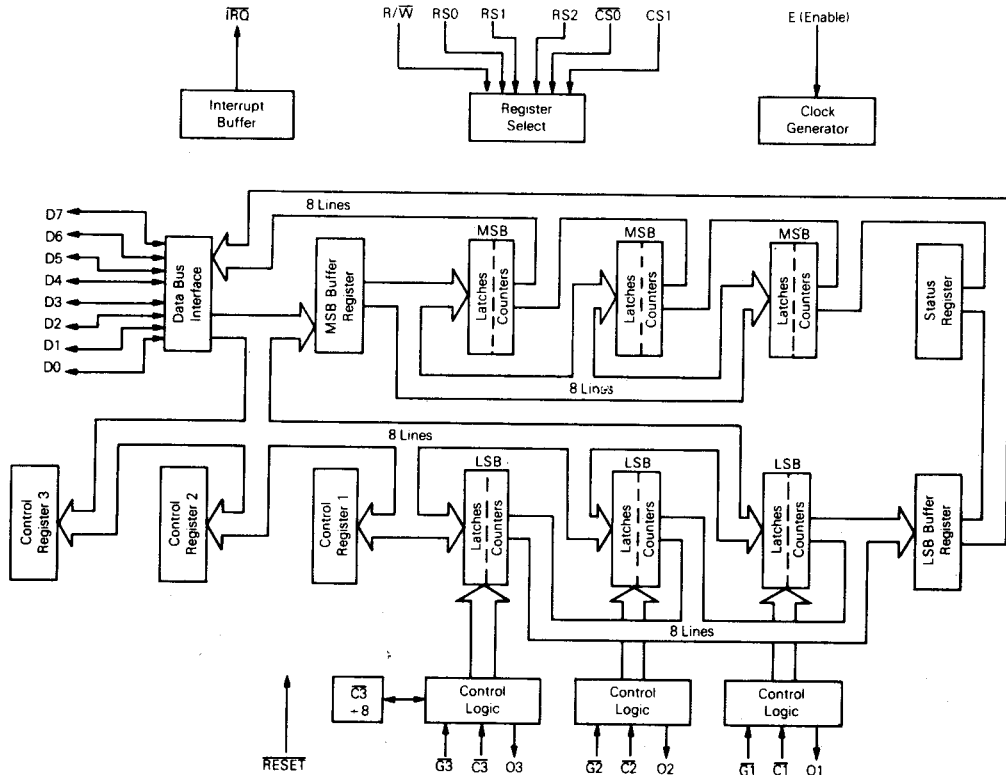 IRQ
R/W RS0 RS1 RS2 CS0 CS1
E (Enable)
Interrupt
Buffer
Register
Select
Clock
Generator
8 Lines
D7
D6
D5
D4
D3
D2
D1
D0
Data Bus
Interface
MSB Buffer
Register
MSB
Latches
Counters
MSB
Latches
Counters
MSB
Latches
Counters
Status
Register
8 Lines
8 Lines
Control
Register 3
Control
Register 2
Control
Register 1
LSB
Latches
Counters
LSB
Latches
Counters
LSB
Latches
Counters
LSB Buffer
Register
8 Lines
C3
÷8
Control
Logic
Control
Logic
Control
Logic
RESET
G3 C3 O3
G2 C2 O2
G1 C1 O1